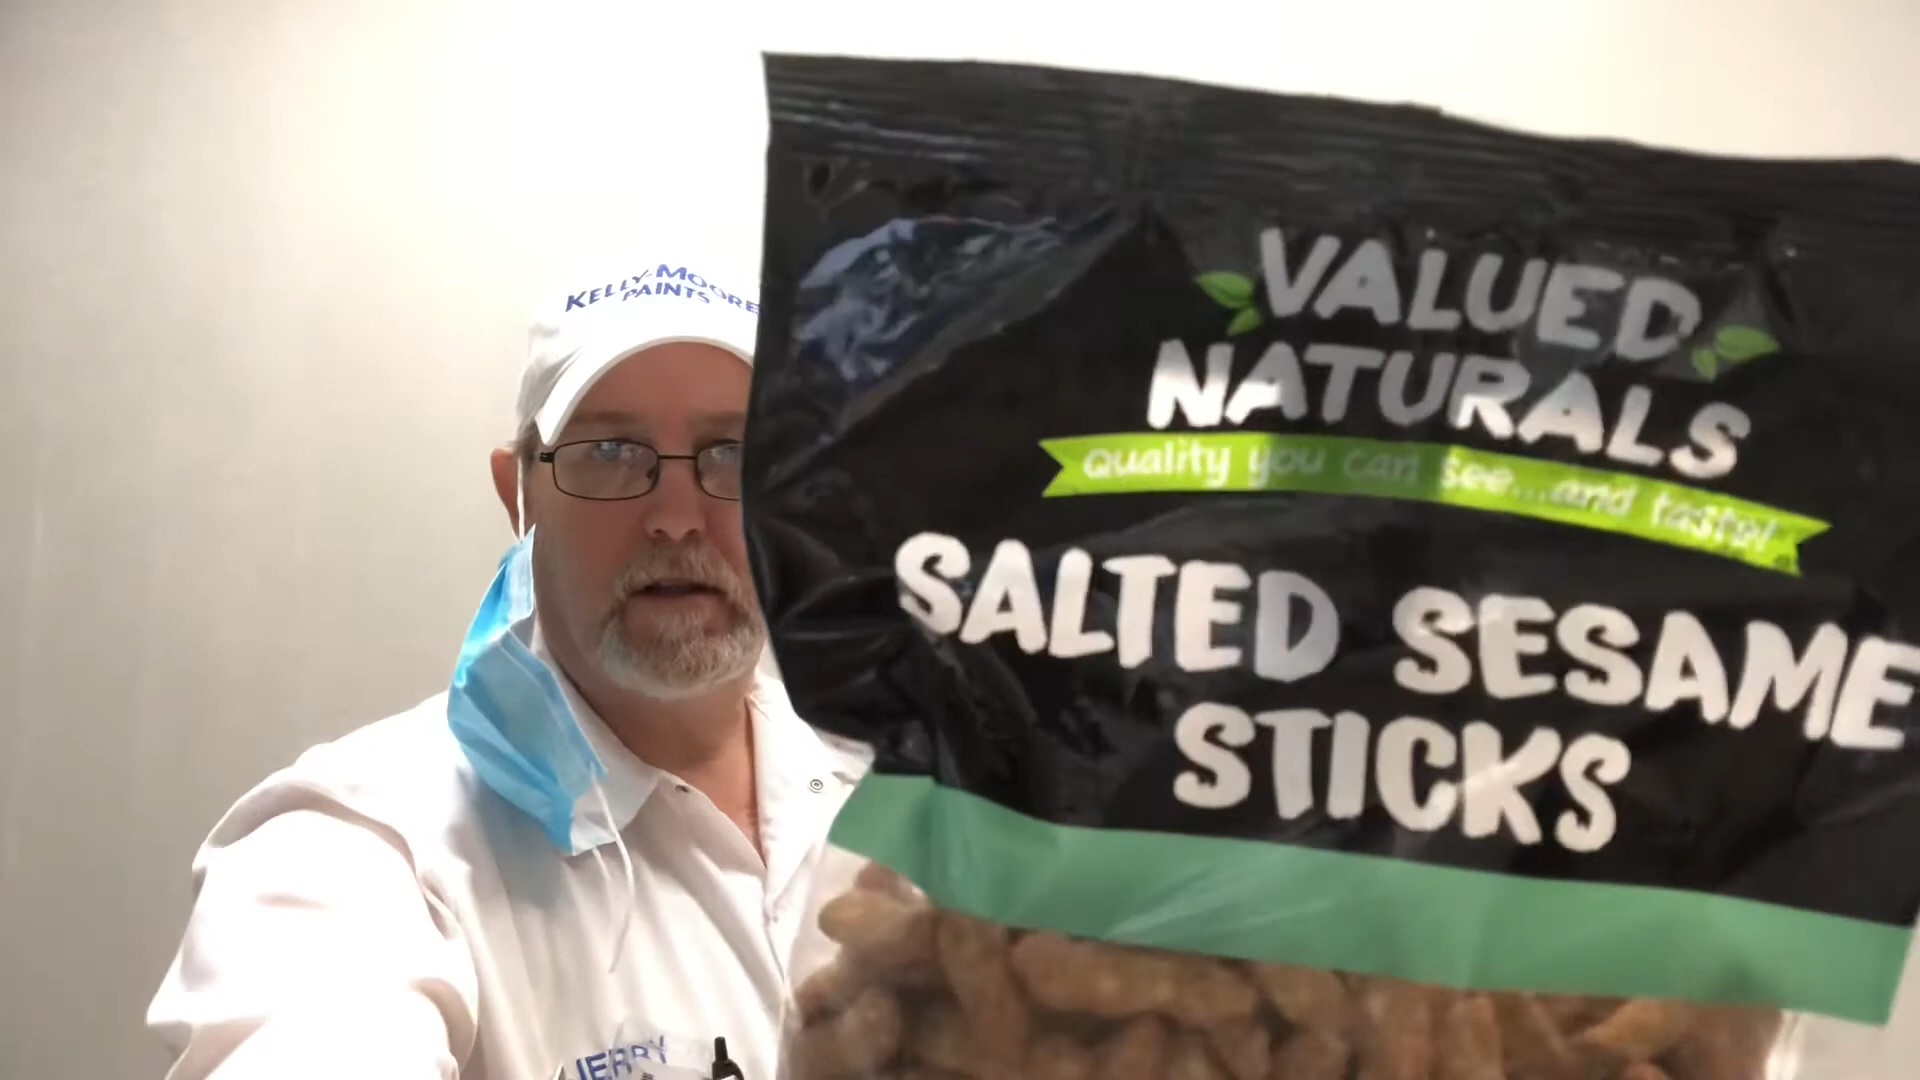 KELLY-MOORE
PAINTS
VALUED
NATURALS
quality you can see...and taste!
SALTED SESAME
STICKS
JERRY